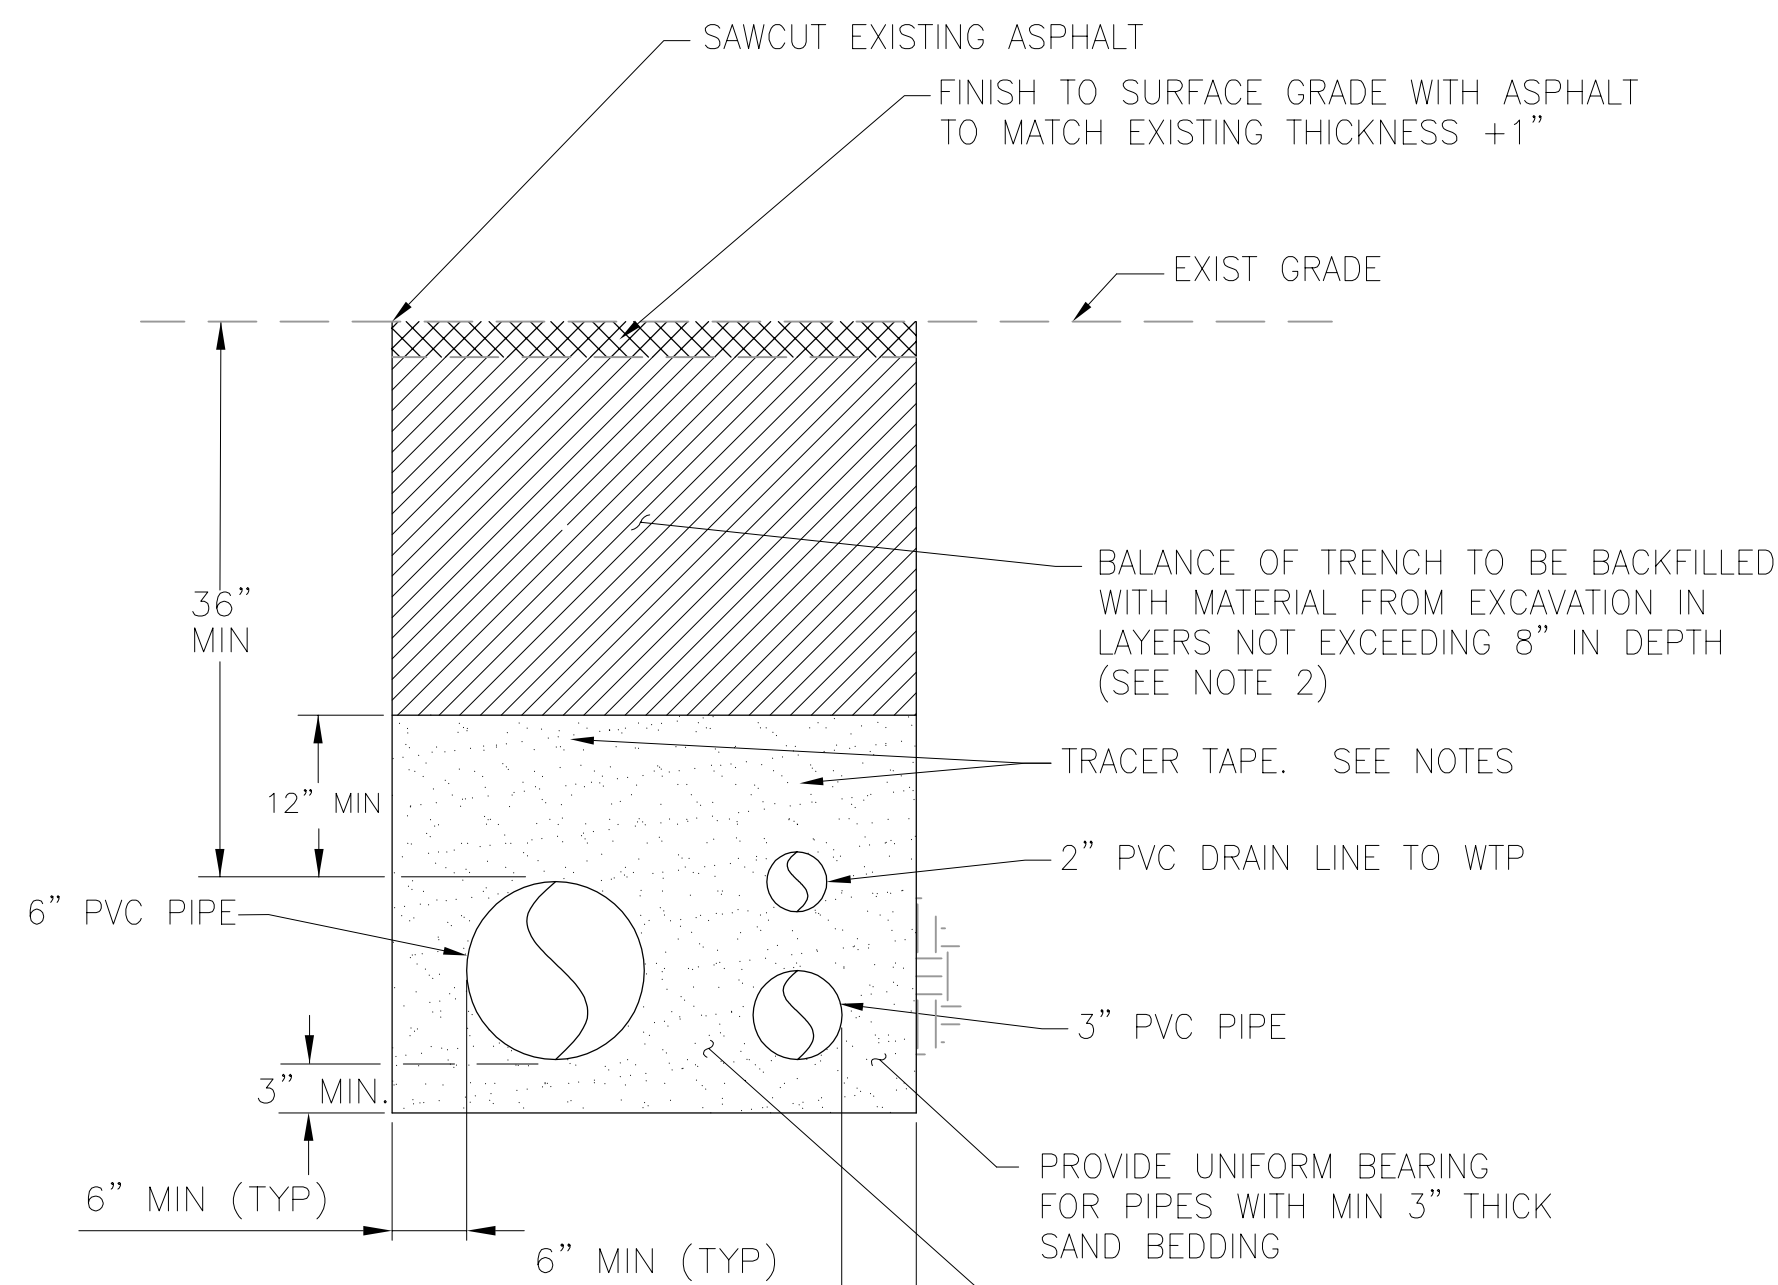 SAWCUT EXISTING ASPHALT
FINISH TO SURFACE GRADE WITH ASPHALT
TO MATCH EXISTING THICKNESS +1”
EXIST GRADE
36”
MIN
BALANCE OF TRENCH TO BE BACKFILLED
WITH MATERIAL FROM EXCAVATION IN
LAYERS NOT EXCEEDING 8” IN DEPTH
(SEE NOTE 2)
TRACER TAPE. SEE NOTES
12” MIN
2” PVC DRAIN LINE TO WTP
6” PVC PIPE
3” PVC PIPE
3” MIN.
PROVIDE UNIFORM BEARING
FOR PIPES WITH MIN 3” THICK
SAND BEDDING
6” MIN (TYP)
6” MIN (TYP)